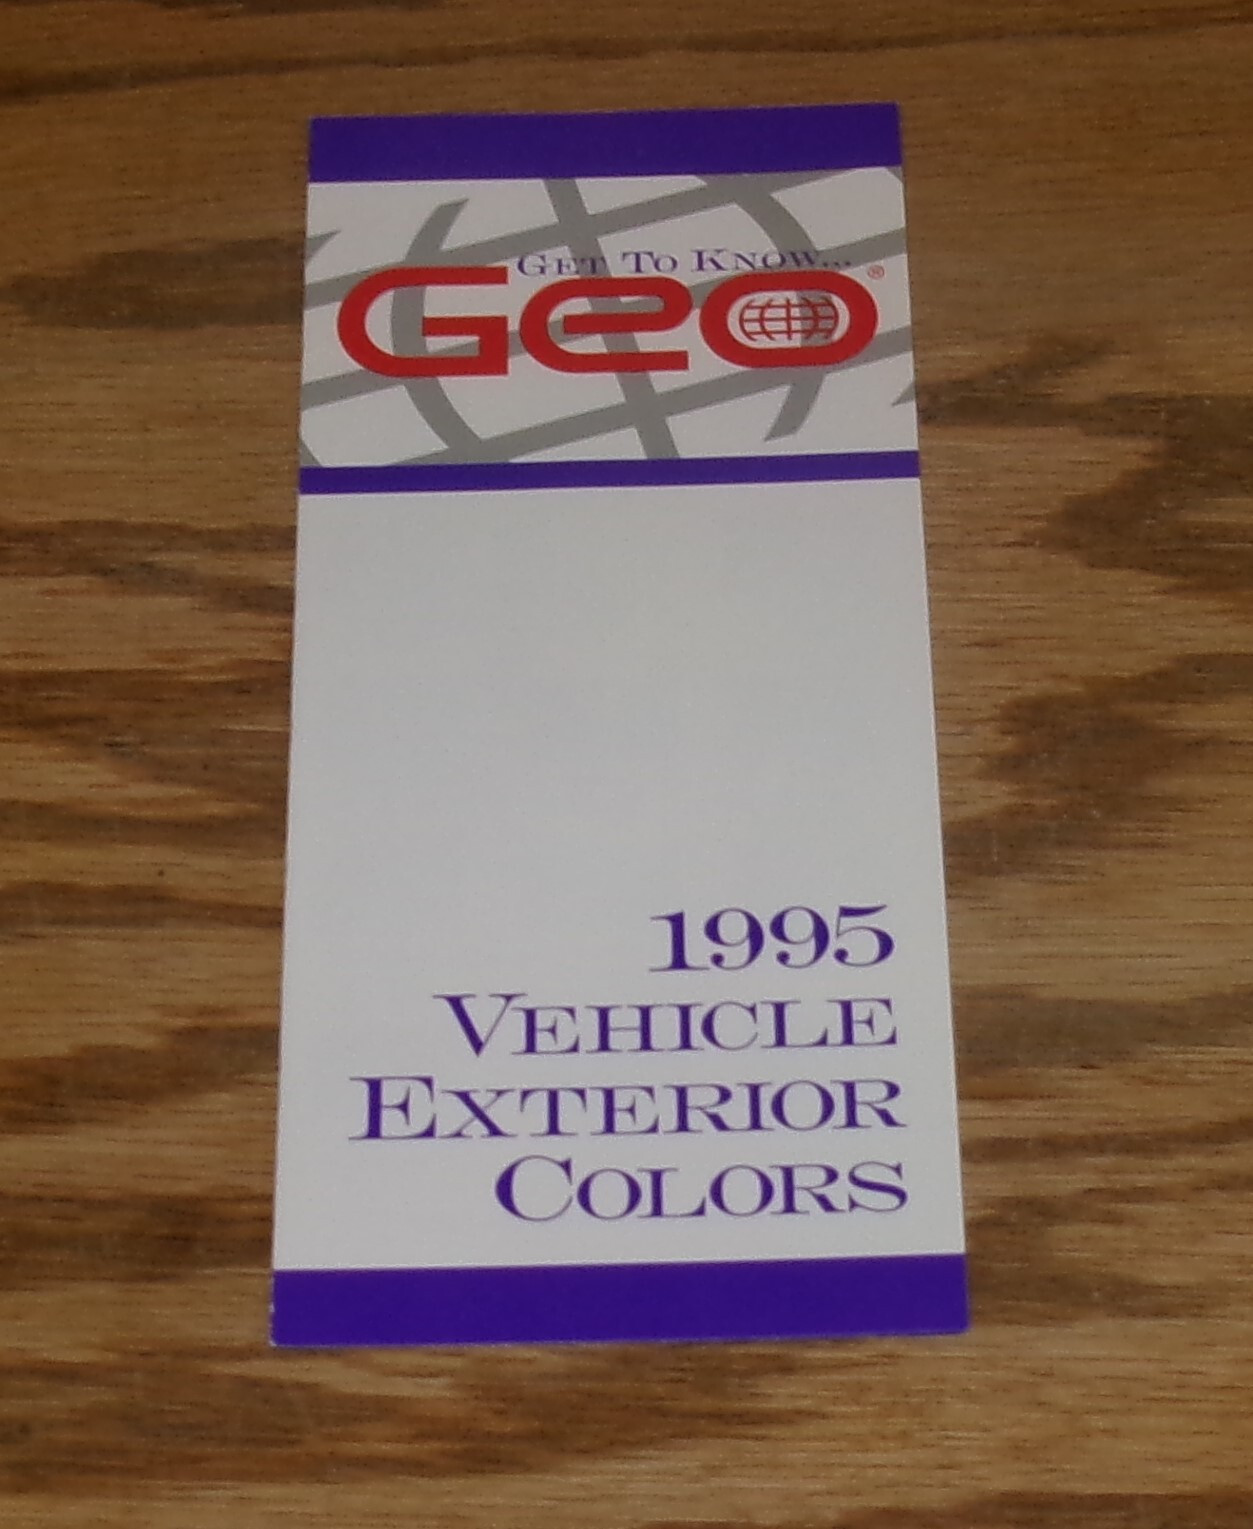 GET TO KNOW...
Geo®
1995
VEHICLE
EXTERIOR
COLORS